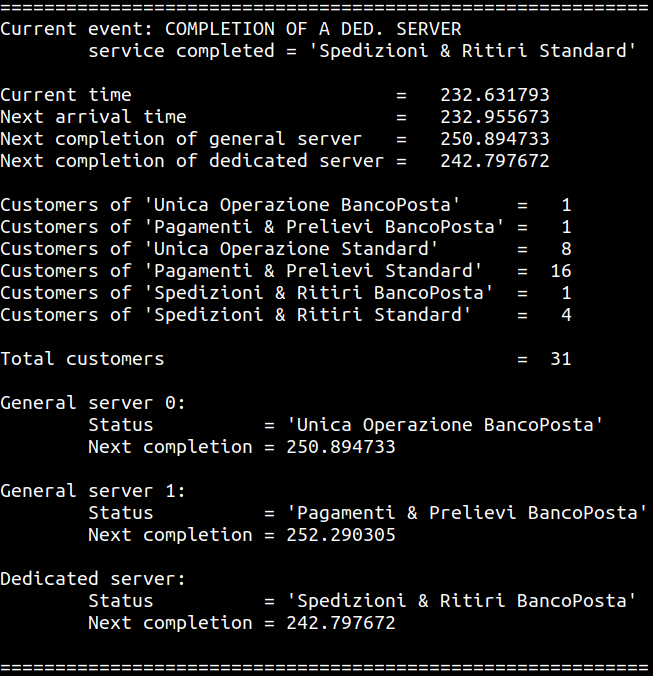 ===========================================================
Current event: COMPLETION OF A DED. SERVER
        service completed = 'Spedizioni & Ritiri Standard'

Current time                        =   232.631793
Next arrival time                   =   232.955673
Next completion of general server   =   250.894733
Next completion of dedicated server =   242.797672

Customers of 'Unica Operazione BancoPosta'     =   1
Customers of 'Pagamenti & Prelievi BancoPosta' =   1
Customers of 'Unica Operazione Standard'       =   8
Customers of 'Pagamenti & Prelievi Standard'   =  16
Customers of 'Spedizioni & Ritiri BancoPosta'  =   1
Customers of 'Spedizioni & Ritiri Standard'    =   4

Total customers                                =  31

General server 0:
        Status          = 'Unica Operazione BancoPosta'
        Next completion = 250.894733

General server 1:
        Status          = 'Pagamenti & Prelievi BancoPosta'
        Next completion = 252.290305

Dedicated server:
        Status          = 'Spedizioni & Ritiri BancoPosta'
        Next completion = 242.797672

===========================================================